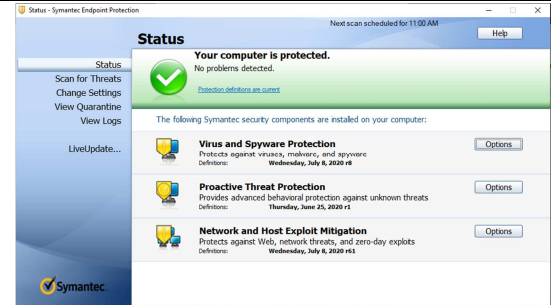 Status - Symantec Endpoint Protection
Next scan scheduled for 11:00 AM
Help
Status
Status
Scan for Threats
Change Settings
View Quarantine
View Logs
LiveUpdate...
Your computer is protected.
No problems detected.
Protection definitions are current
The following Symantec security components are installed on your computer:
Virus and Spyware Protection
Protects against viruses, malware, and spyware
Definitions: Wednesday, July 8, 2020 r8
Options
Proactive Threat Protection
Provides advanced behavioral protection against unknown threats
Definitions: Thursday, June 25, 2020 r1
Options
Network and Host Exploit Mitigation
Protects against Web, network threats, and zero-day exploits
Definitions: Wednesday, July 8, 2020 r61
Options
Symantec.